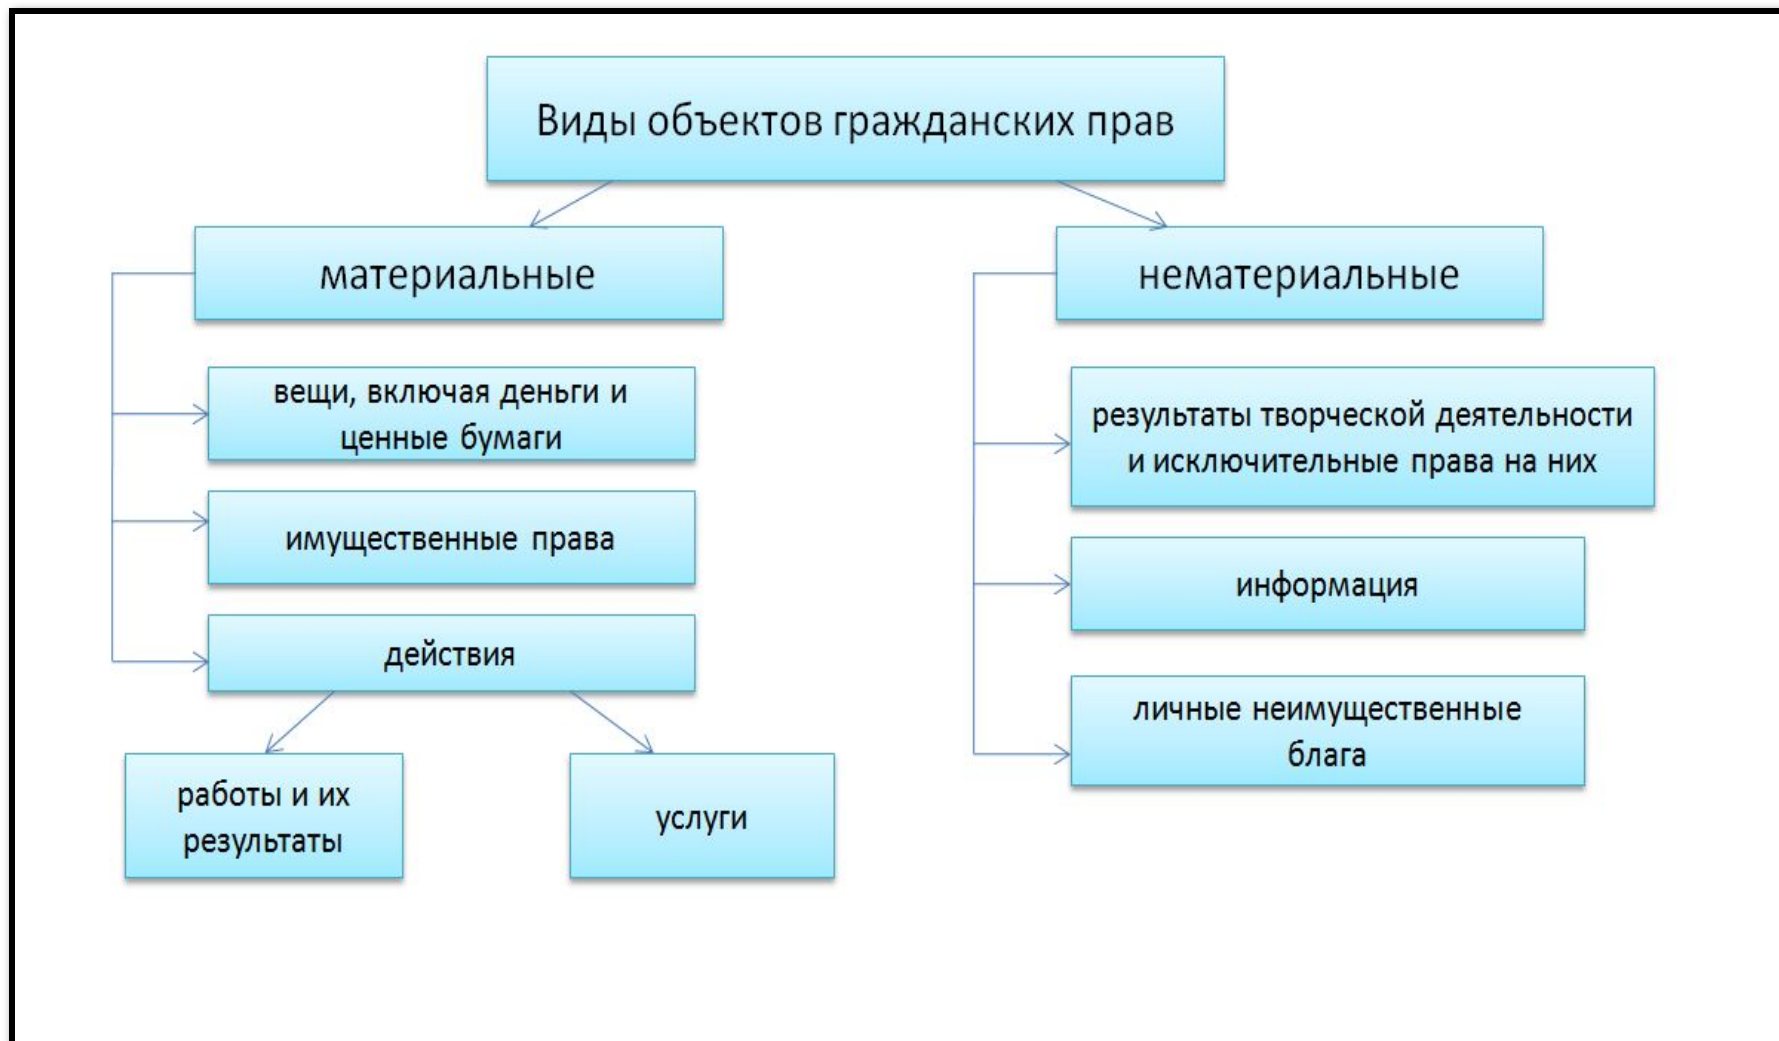 Виды объектов гражданских прав
материальные
вещи, включая деньги и
ценные бумаги
имущественные права
действия
работы и их
результаты
услуги
нематериальные
результаты творческой деятельности
и исключительные права на них
информация
личные неимущественные
блага